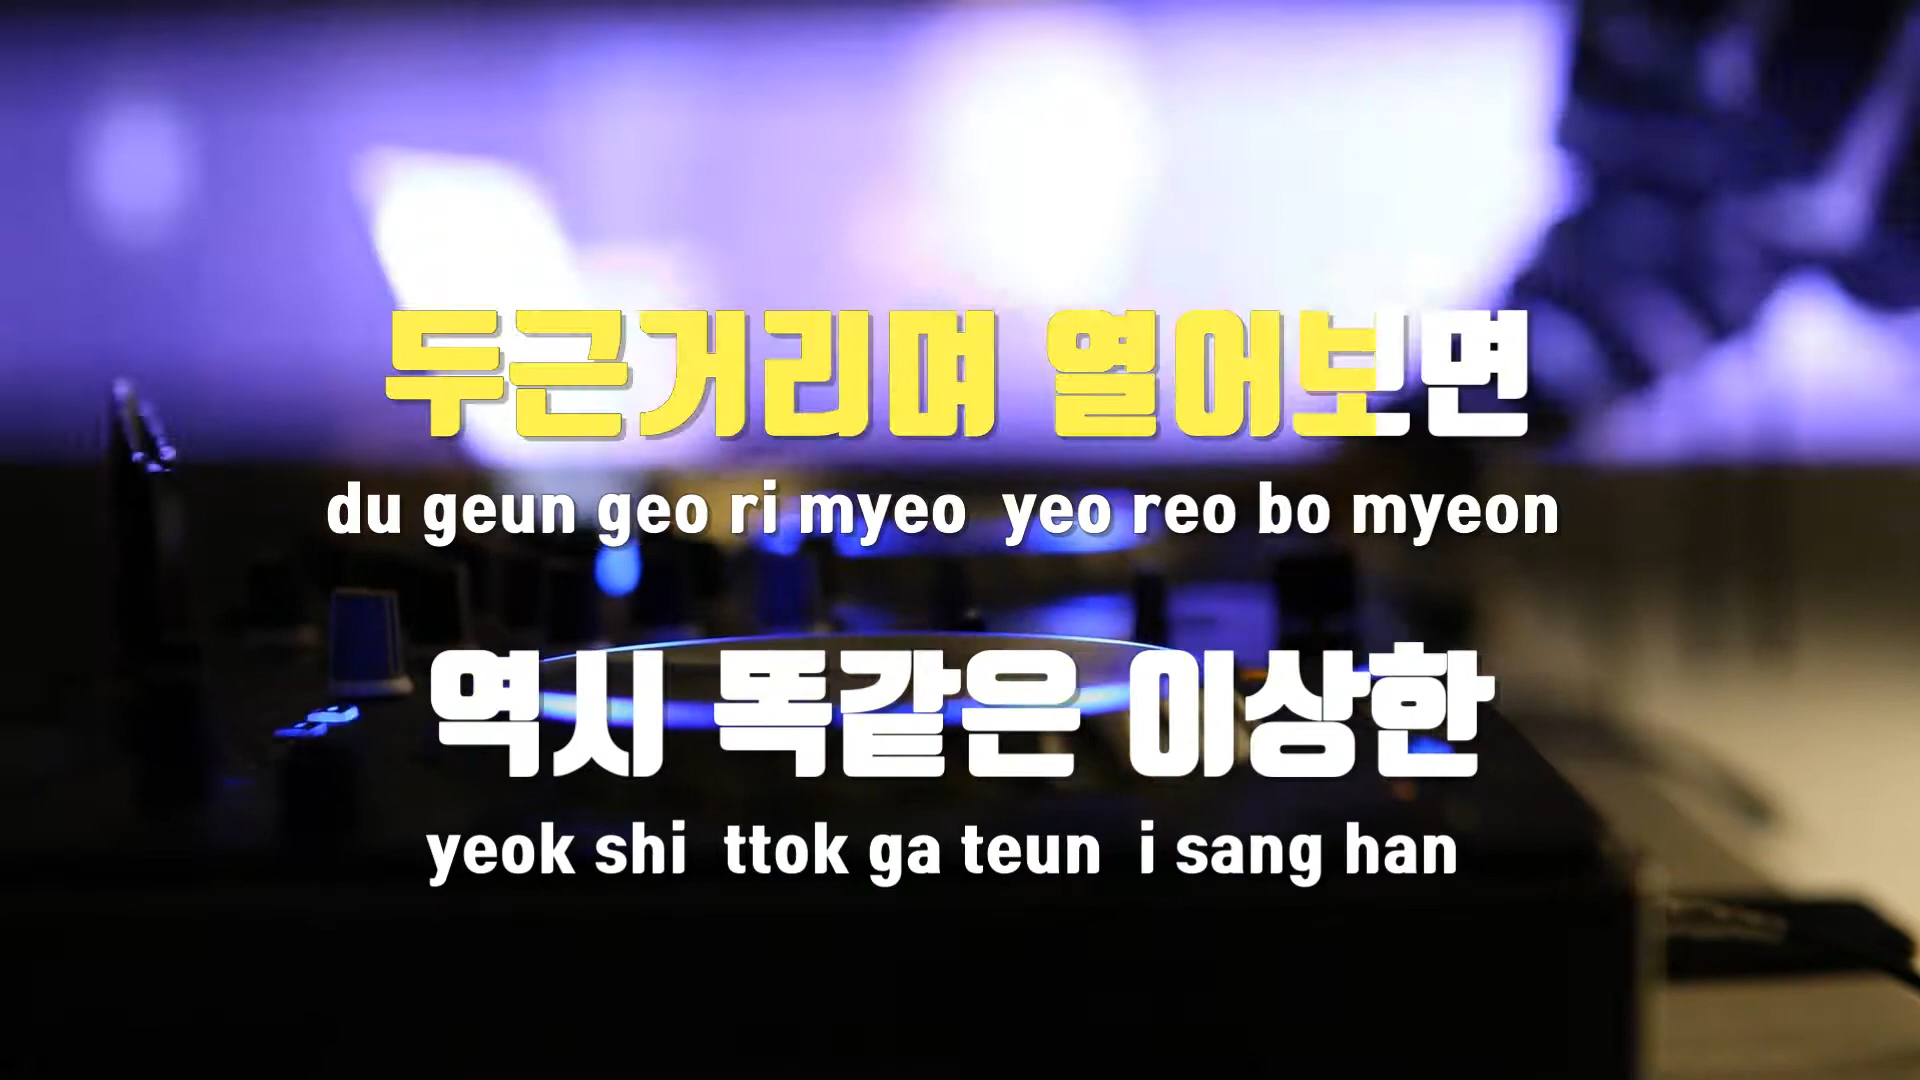 두근거리며 열어보면
du geun geo ri myeo yeo reo bo myeon
역시 똑같은 이상한
yeok shi ttok ga teun i sang han